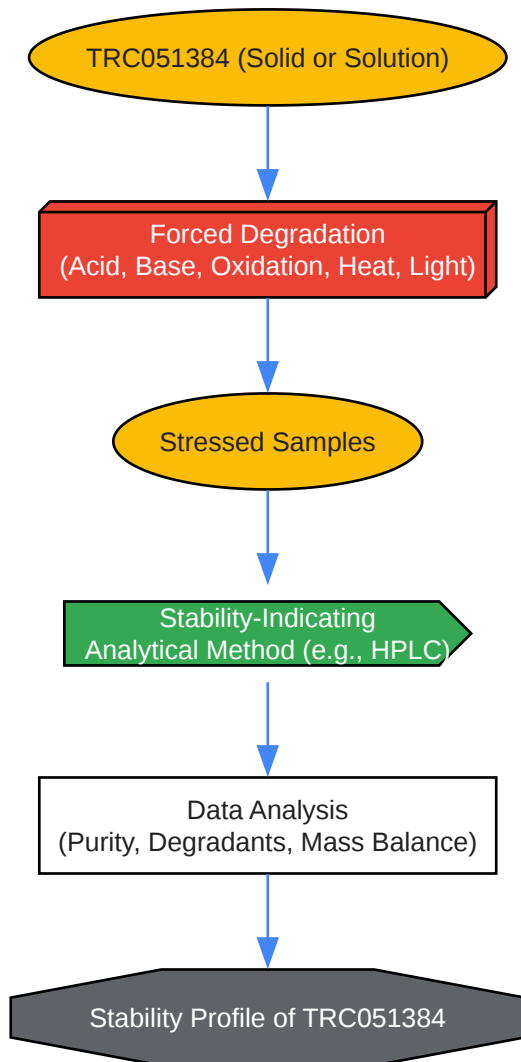 TRC051384 (Solid or Solution)
Forced Degradation
(Acid, Base, Oxidation, Heat, Light)
Stressed Samples
Stability-Indicating
Analytical Method (e.g., HPLC)
Data Analysis
(Purity, Degradants, Mass Balance)
Stability Profile of TRC051384